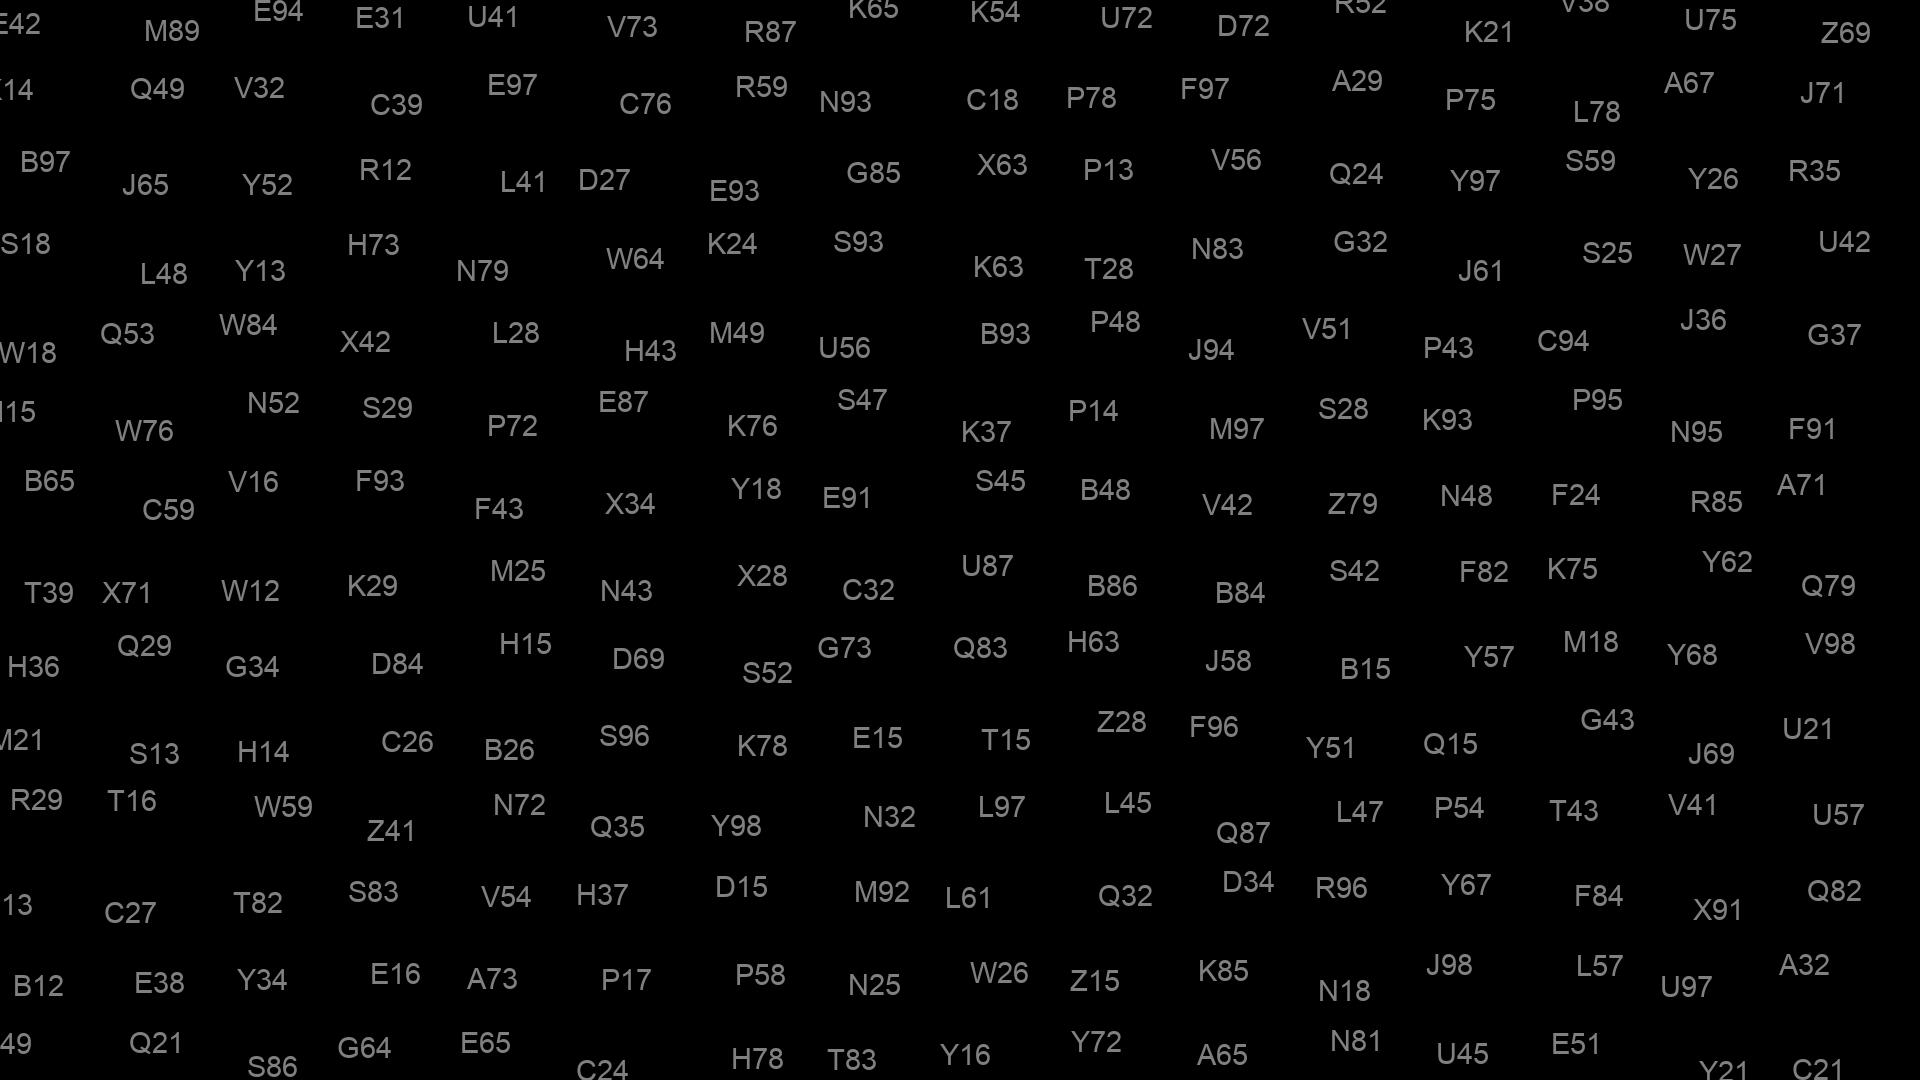 E42 M89 E94 E31 U41 V73 R87 K65 K54 U72 D72 R52 K21 V38 U75 Z69
14 Q49 V32 C39 E97 C76 R59 N93 C18 P78 F97 A29 P75 L78 A67 J71
B97 J65 Y52 R12 L41 D27 E93 G85 X63 P13 V56 Q24 Y97 S59 Y26 R35
S18 L48 Y13 H73 N79 W64 K24 S93 K63 T28 N83 G32 J61 S25 W27 U42
W18 Q53 W84 X42 L28 H43 M49 U56 B93 P48 J94 V51 P43 C94 J36 G37
15 W76 N52 S29 P72 E87 K76 S47 K37 P14 M97 S28 K93 P95 N95 F91
B65 C59 V16 F93 F43 X34 Y18 E91 S45 B48 V42 Z79 N48 F24 R85 A71
T39 X71 W12 K29 M25 N43 X28 C32 U87 B86 B84 S42 F82 K75 Y62 Q79
H36 Q29 G34 D84 H15 D69 S52 G73 Q83 H63 J58 B15 Y57 M18 Y68 V98
M21 S13 H14 C26 B26 S96 K78 E15 T15 Z28 F96 Y51 Q15 G43 J69 U21
R29 T16 W59 Z41 N72 Q35 Y98 N32 L97 L45 Q87 L47 P54 T43 V41 U57
13 C27 T82 S83 V54 H37 D15 M92 L61 Q32 D34 R96 Y67 F84 X91 Q82
B12 E38 Y34 E16 A73 P17 P58 N25 W26 Z15 K85 N18 J98 L57 U97 A32
49 Q21 S86 G64 E65 C24 H78 T83 Y16 Y72 A65 N81 U45 E51 Y21 C21